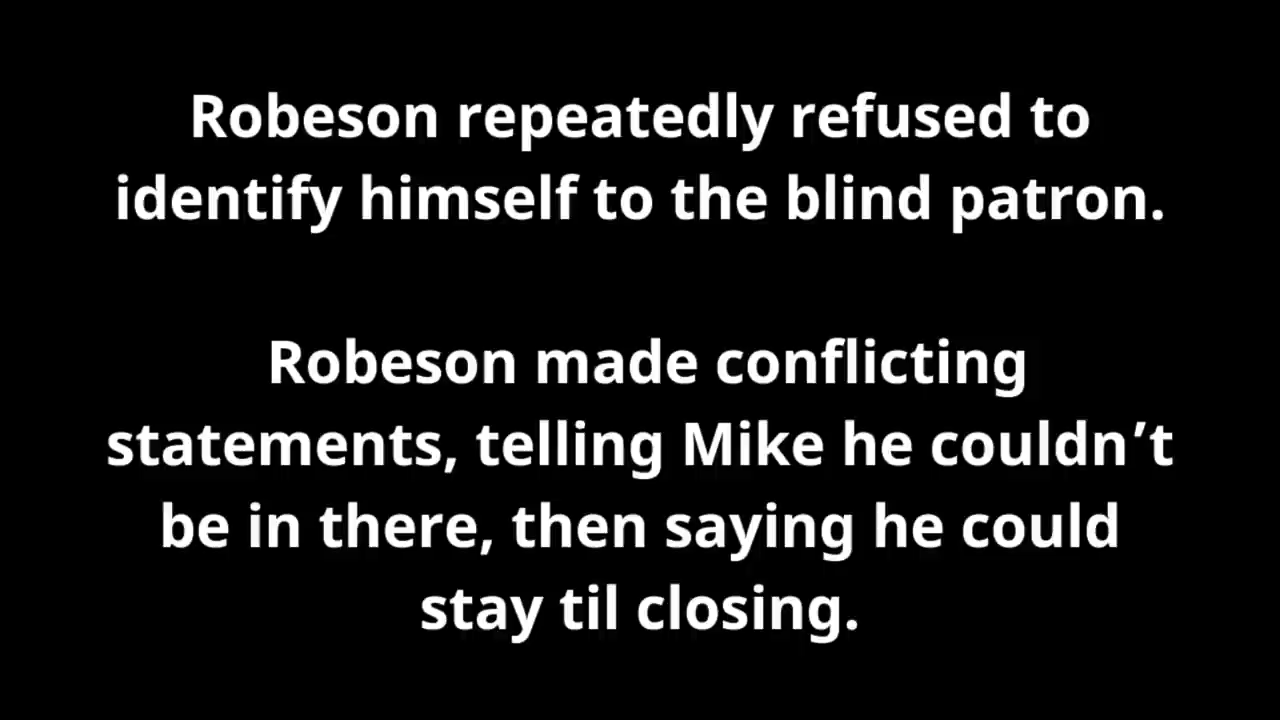 Robeson repeatedly refused to
identify himself to the blind patron.
Robeson made conflicting
statements, telling Mike he couldn’t
be in there, then saying he could
stay til closing.